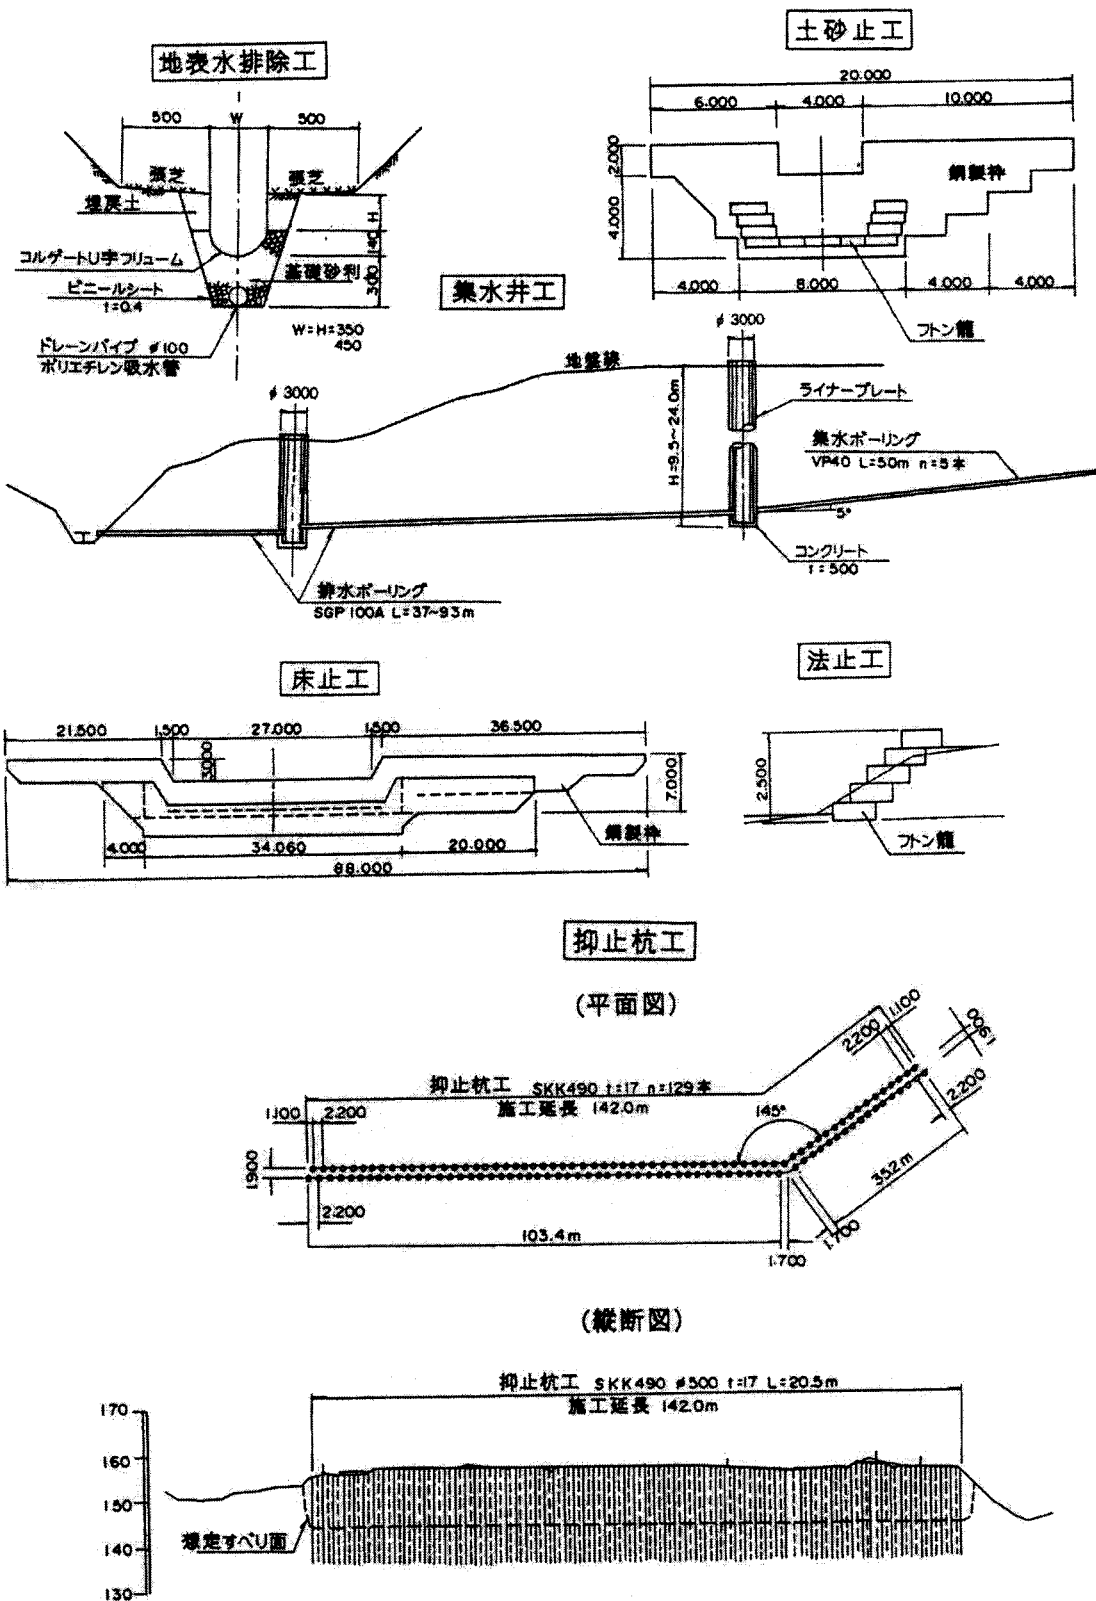 地表水排除工
500
W
500
張芝
張芝
埋戻土
H
140
300
コルゲートU字フリューム
基礎砂利
ビニールシート
t=0.4
W=H=350
450
ドレーンパイプ φ100
ポリエチレン吸水管
土砂止工
20.000
6.000
4.000
10.000
2.000
4.000
鋼製枠
4.000
8.000
4.000
4.000
フトン籠
集水井工
φ3000
φ3000
地盤線
H=9.5~24.0m
ライナープレート
集水ボーリング
VP40 L=50m n=5本
5°
コンクリート
t=500
排水ボーリング
SGP 100A L=37~93m
床止工
21.500
1.500
27.000
1.500
36.500
3.000
7.000
鋼製枠
4.000
34.060
20.000
88.000
法止工
2.500
フトン籠
抑止杭工
(平面図)
抑止杭工 SKK490 t=17 n=129本
施工延長 142.0m
1.100
2.200
1.900
2.200
103.4m
1.700
1.700
145°
35.2m
2.200
1.100
1.900
2.200
(縦断図)
抑止杭工 SKK490 φ500 t=17 L=20.5m
施工延長 142.0m
170
160
150
140
130
想定すべり面